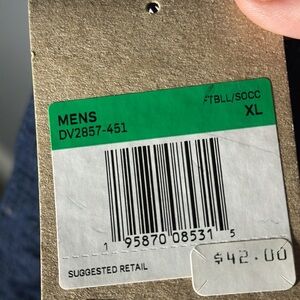 MENS FTBLL/SOCC
DV2857-451 XL
1 95870 08531 5
SUGGESTED RETAIL
$42.00